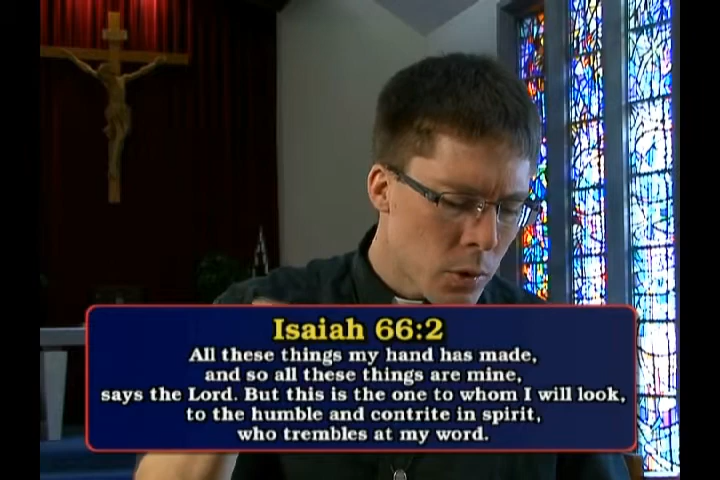 Isaiah 66:2
All these things my hand has made,
and so all these things are mine,
says the Lord. But this is the one to whom I will look,
to the humble and contrite in spirit,
who trembles at my word.